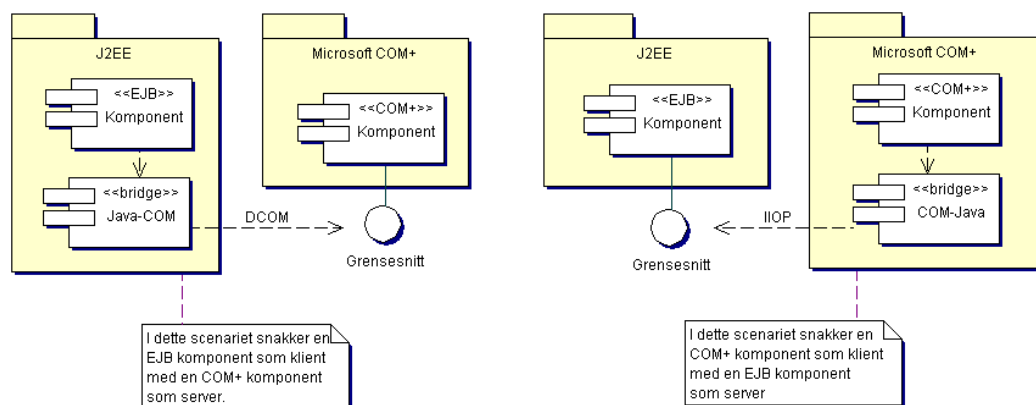 J2EE
<<EJB>>
Komponent
<<bridge>>
Java-COM
DCOM
Microsoft COM+
<<COM+>>
Komponent
Grensesnitt
I dette scenariet snakker en
EJB komponent som klient
med en COM+ komponent
som server.
J2EE
<<EJB>>
Komponent
Grensesnitt
IIOP
Microsoft COM+
<<COM+>>
Komponent
<<bridge>>
COM-Java
I dette scenariet snakker en
COM+ komponent som klient
med en EJB komponent
som server